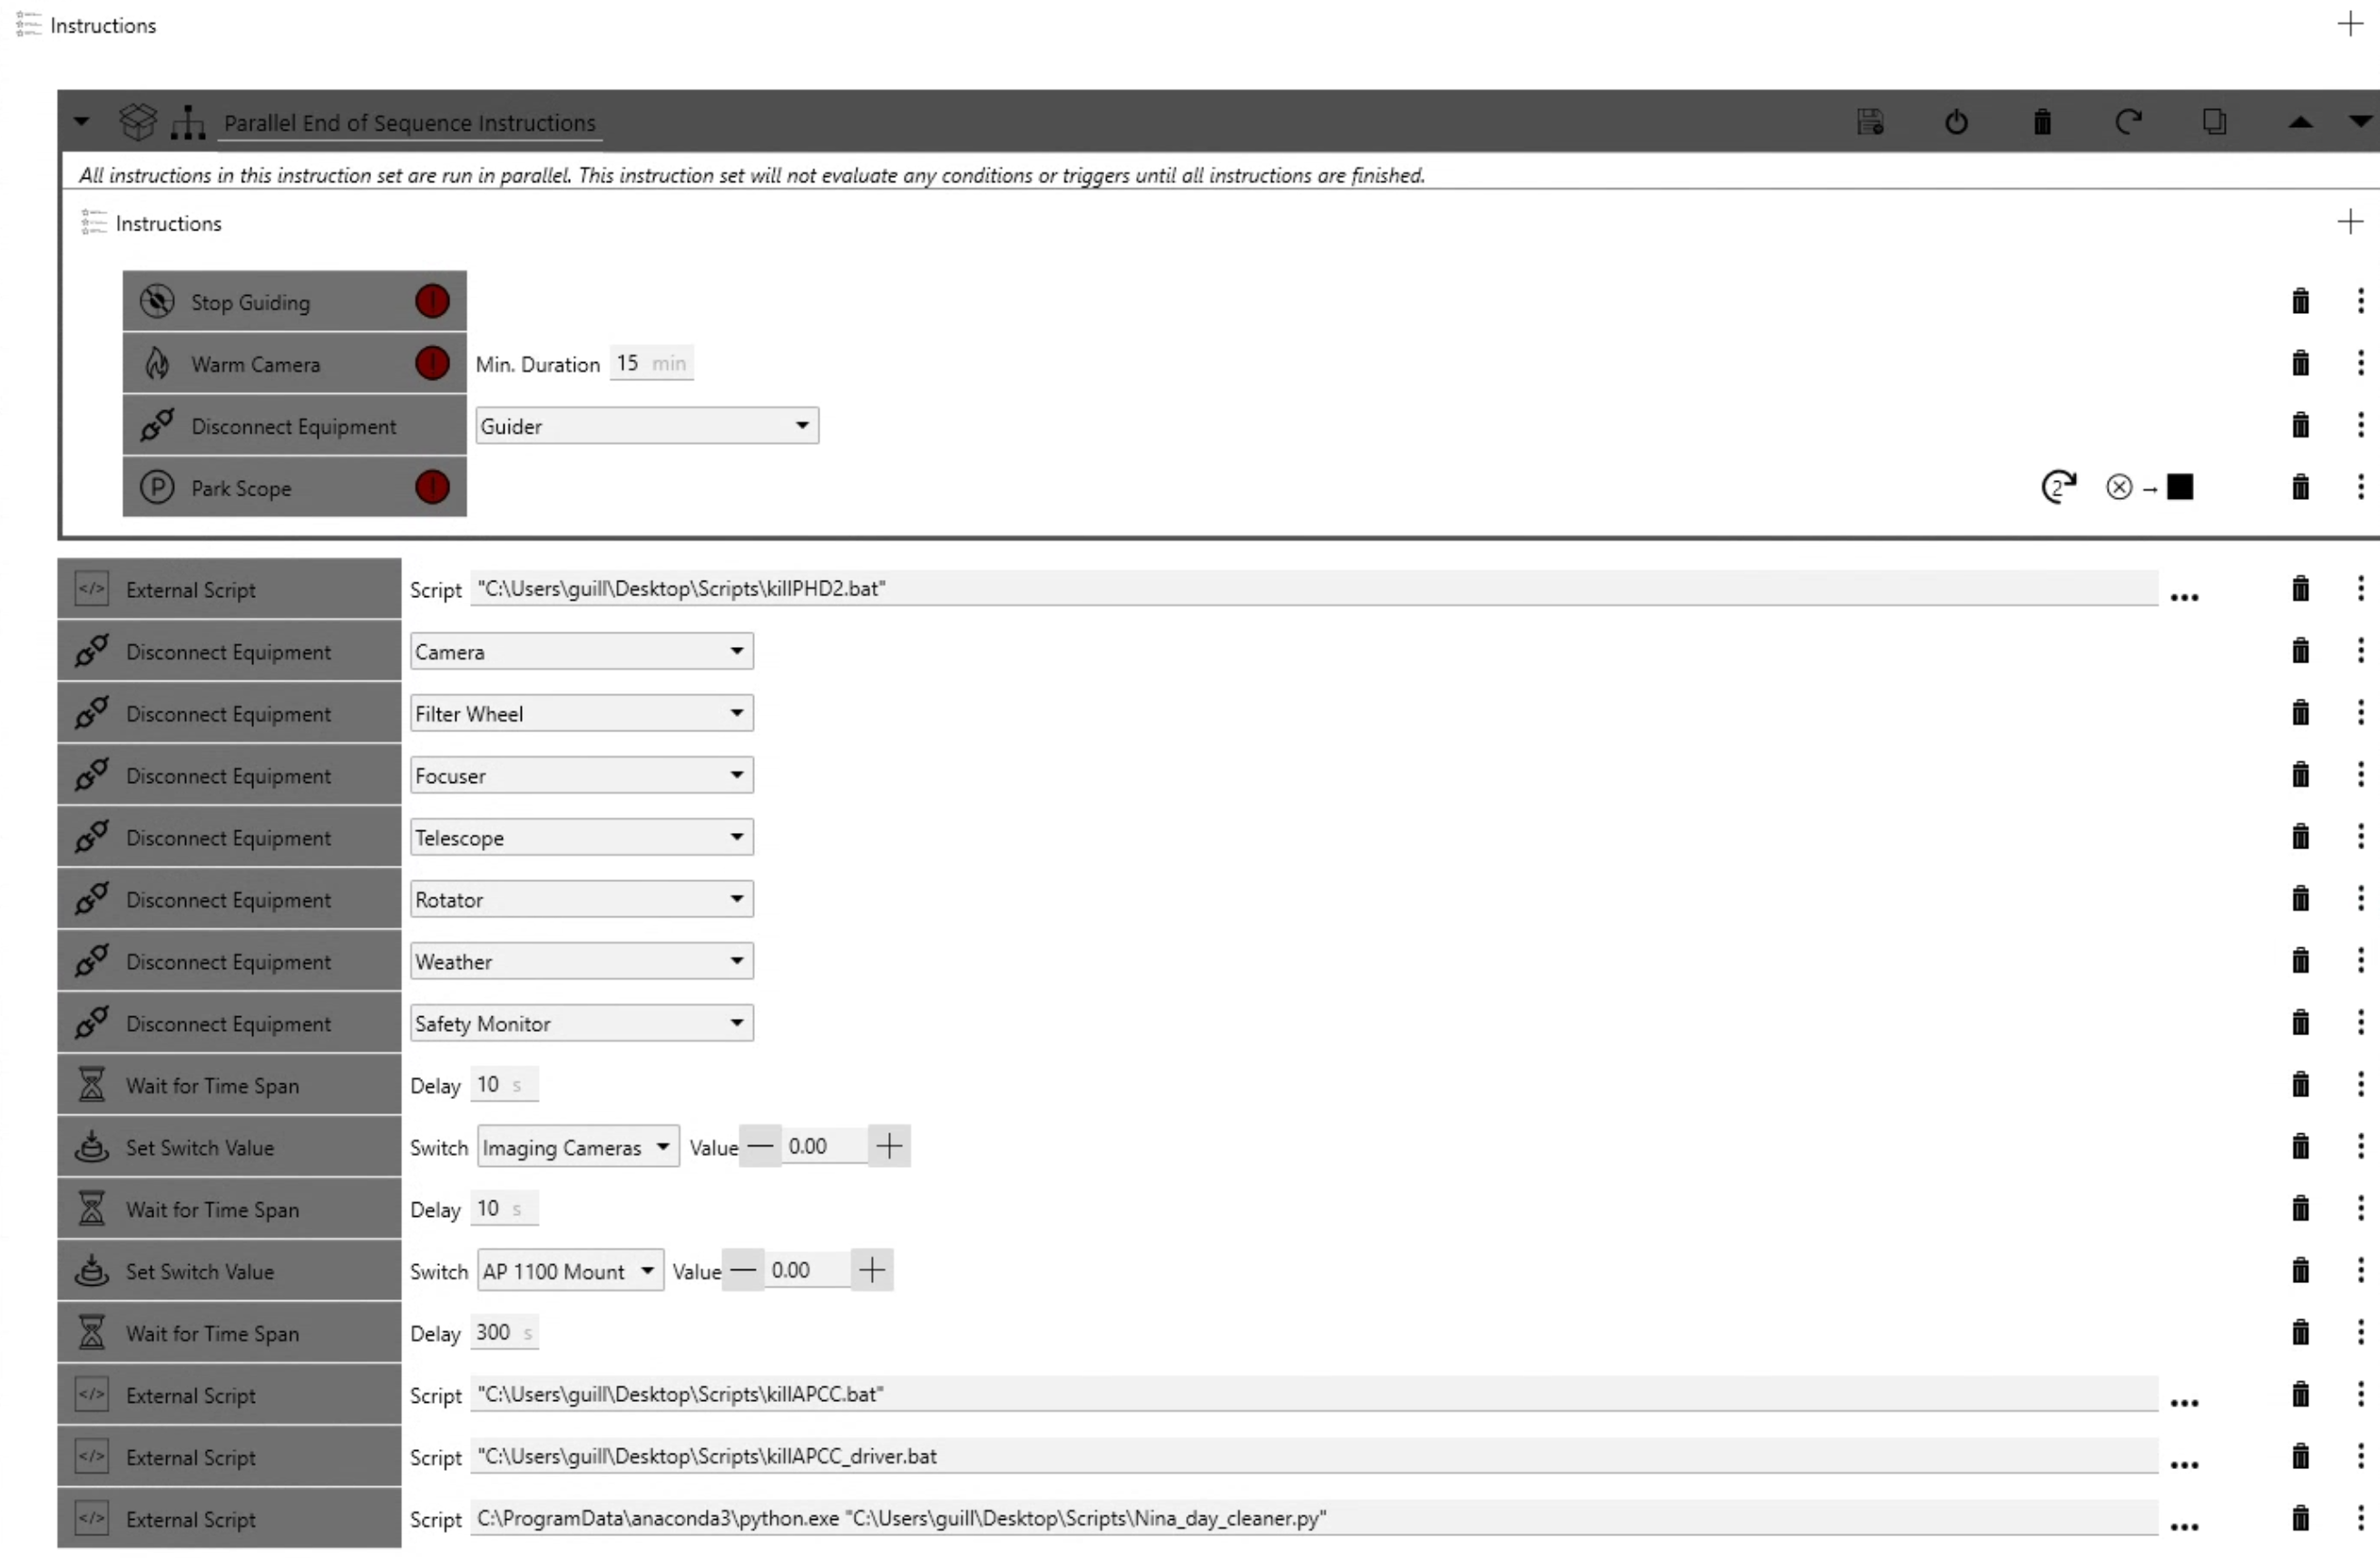 Instructions
Parallel End of Sequence Instructions
All instructions in this instruction set are run in parallel. This instruction set will not evaluate any conditions or triggers until all instructions are finished.
Instructions
Stop Guiding
Warm Camera Min. Duration 15 min
Disconnect Equipment Guider
P Park Scope 2
</> External Script Script "C:\Users\guill\Desktop\Scripts\killPHD2.bat" ...
Disconnect Equipment Camera
Disconnect Equipment Filter Wheel
Disconnect Equipment Focuser
Disconnect Equipment Telescope
Disconnect Equipment Rotator
Disconnect Equipment Weather
Disconnect Equipment Safety Monitor
Wait for Time Span Delay 10 s
Set Switch Value Switch Imaging Cameras Value 0.00
Wait for Time Span Delay 10 s
Set Switch Value Switch AP 1100 Mount Value 0.00
Wait for Time Span Delay 300 s
</> External Script Script "C:\Users\guill\Desktop\Scripts\killAPCC.bat" ...
</> External Script Script "C:\Users\guill\Desktop\Scripts\killAPCC_driver.bat ...
</> External Script Script C:\ProgramData\anaconda3\python.exe "C:\Users\guill\Desktop\Scripts\Nina_day_cleaner.py" ...